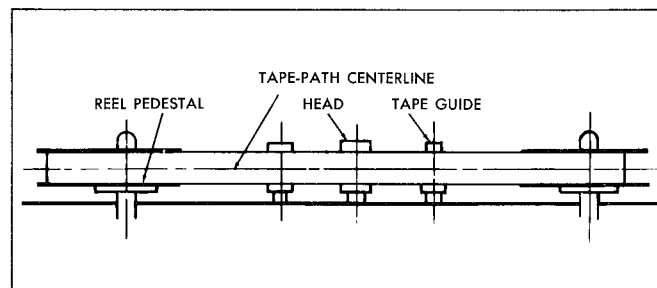 TAPE-PATH CENTERLINE
REEL PEDESTAL
HEAD
TAPE GUIDE